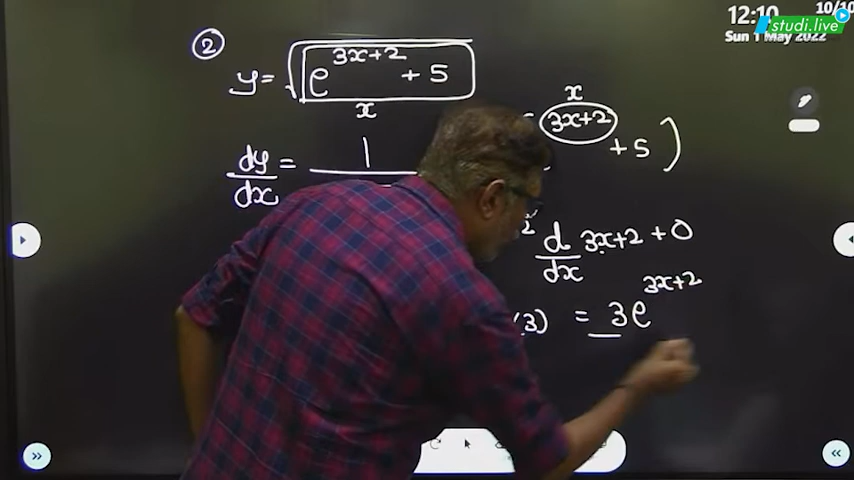 12:10
10/10
studi.live
Sun 1 May 2022
②
y = √(e^(3x+2) + 5)
x
x
3x+2
+ 5 )
dy/dx = 1
d/dx 3x+2 + 0
(3) = 3e^(3x+2)